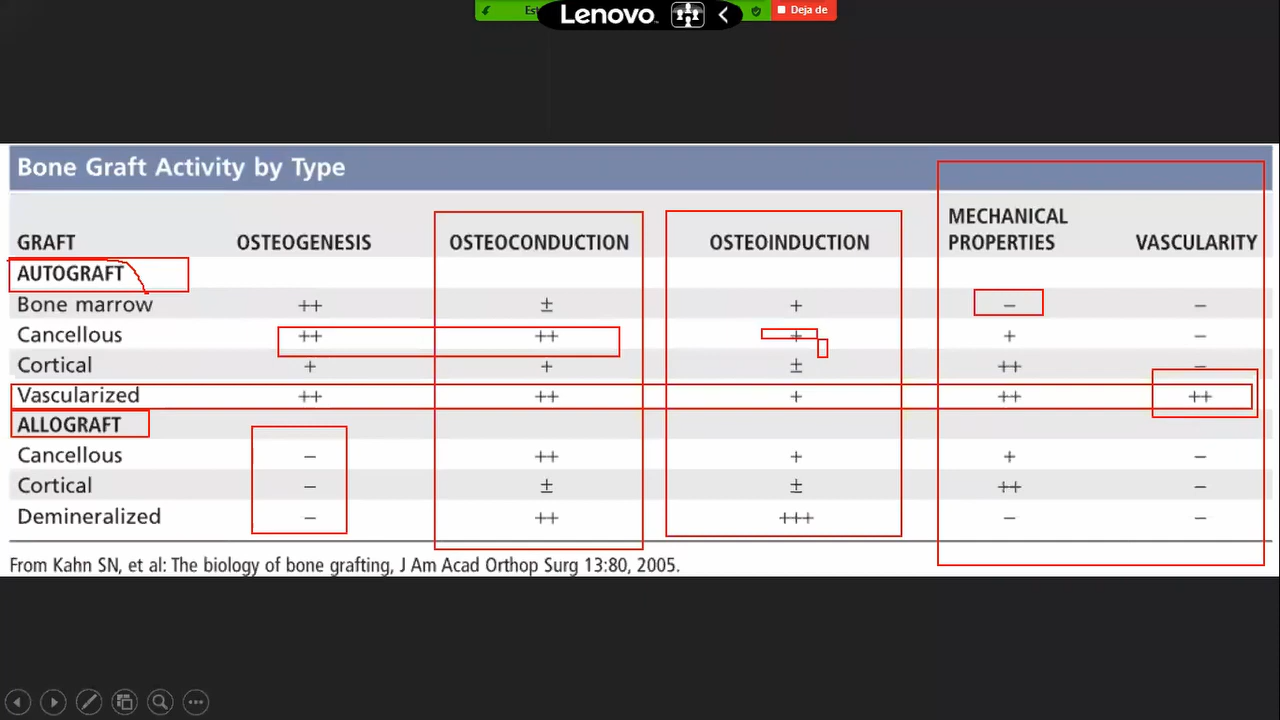 Est
Lenovo
Deja de
Bone Graft Activity by Type
GRAFT OSTEOGENESIS OSTEOCONDUCTION OSTEOINDUCTION MECHANICAL PROPERTIES VASCULARITY
AUTOGRAFT
Bone marrow ++ ± + – –
Cancellous ++ ++ + + –
Cortical + + ± ++ –
Vascularized ++ ++ + ++ ++
ALLOGRAFT
Cancellous – ++ + + –
Cortical – ± ± ++ –
Demineralized – ++ +++ – –
From Kahn SN, et al: The biology of bone grafting, J Am Acad Orthop Surg 13:80, 2005.